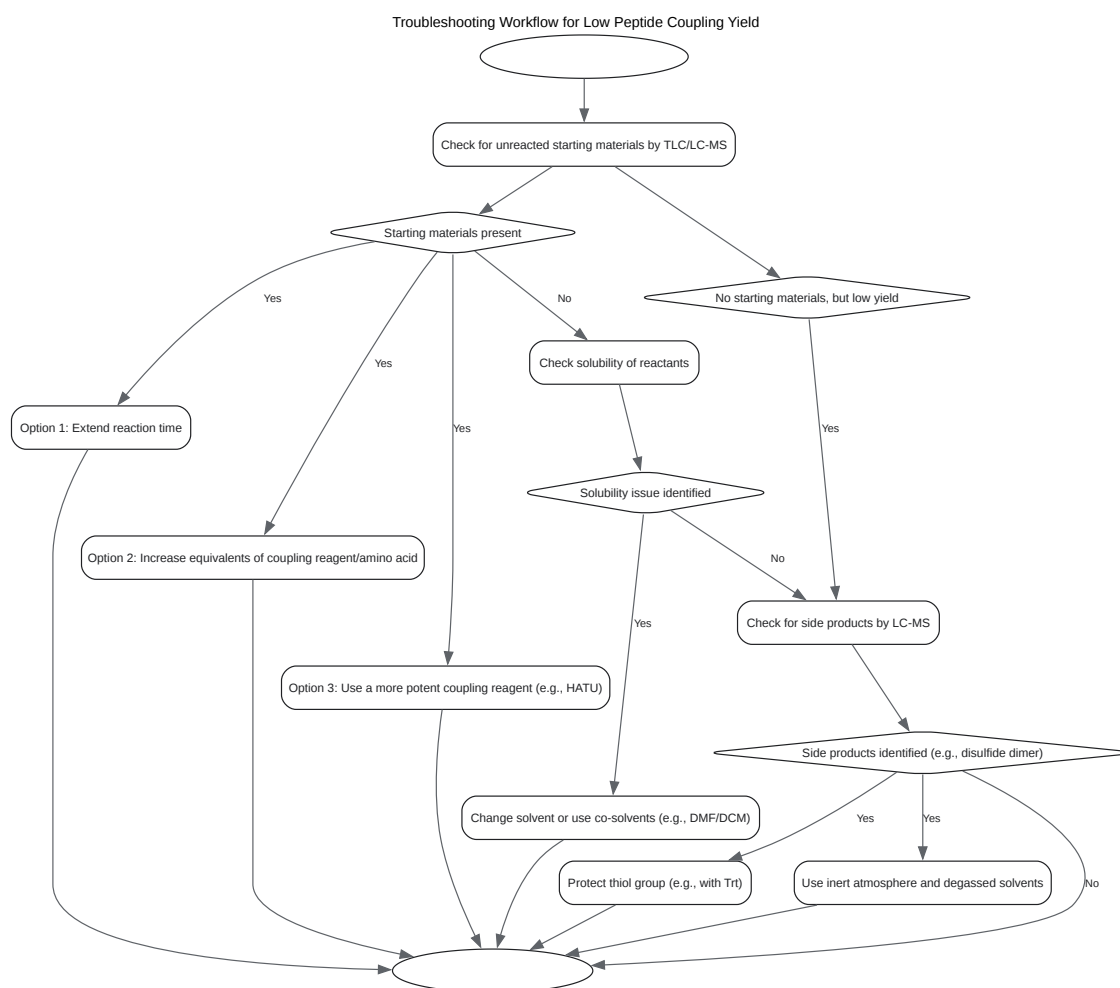 Troubleshooting Workflow for Low Peptide Coupling Yield
Check for unreacted starting materials by TLC/LC-MS
Starting materials present
Yes
No
No starting materials, but low yield
Yes
Check solubility of reactants
Option 1: Extend reaction time
Yes
Yes
Solubility issue identified
No
Option 2: Increase equivalents of coupling reagent/amino acid
Yes
Check for side products by LC-MS
Option 3: Use a more potent coupling reagent (e.g., HATU)
Side products identified (e.g., disulfide dimer)
Change solvent or use co-solvents (e.g., DMF/DCM)
Yes
Yes
No
Protect thiol group (e.g., with Trt)
Use inert atmosphere and degassed solvents